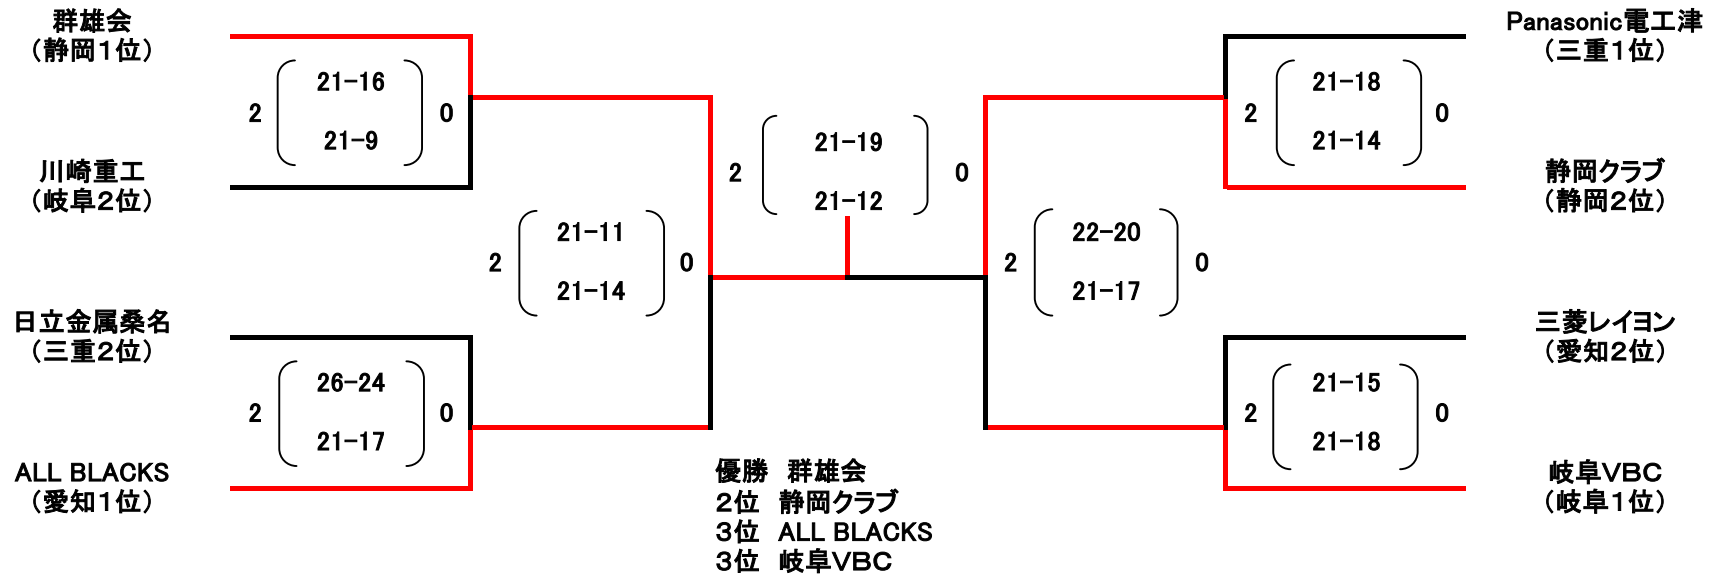 群雄会
（静岡１位）
21-16
2 0
21-9
川崎重工
（岐阜２位）
21-11
2 0
21-14
日立金属桑名
（三重２位）
26-24
2 0
21-17
ALL BLACKS
（愛知１位）
21-19
2 0
21-12
Panasonic電工津
（三重１位）
21-18
2 0
21-14
静岡クラブ
（静岡２位）
22-20
2 0
21-17
三菱レイヨン
（愛知２位）
21-15
2 0
21-18
岐阜ＶＢＣ
（岐阜１位）
優勝 群雄会
２位 静岡クラブ
３位 ALL BLACKS
３位 岐阜ＶＢＣ